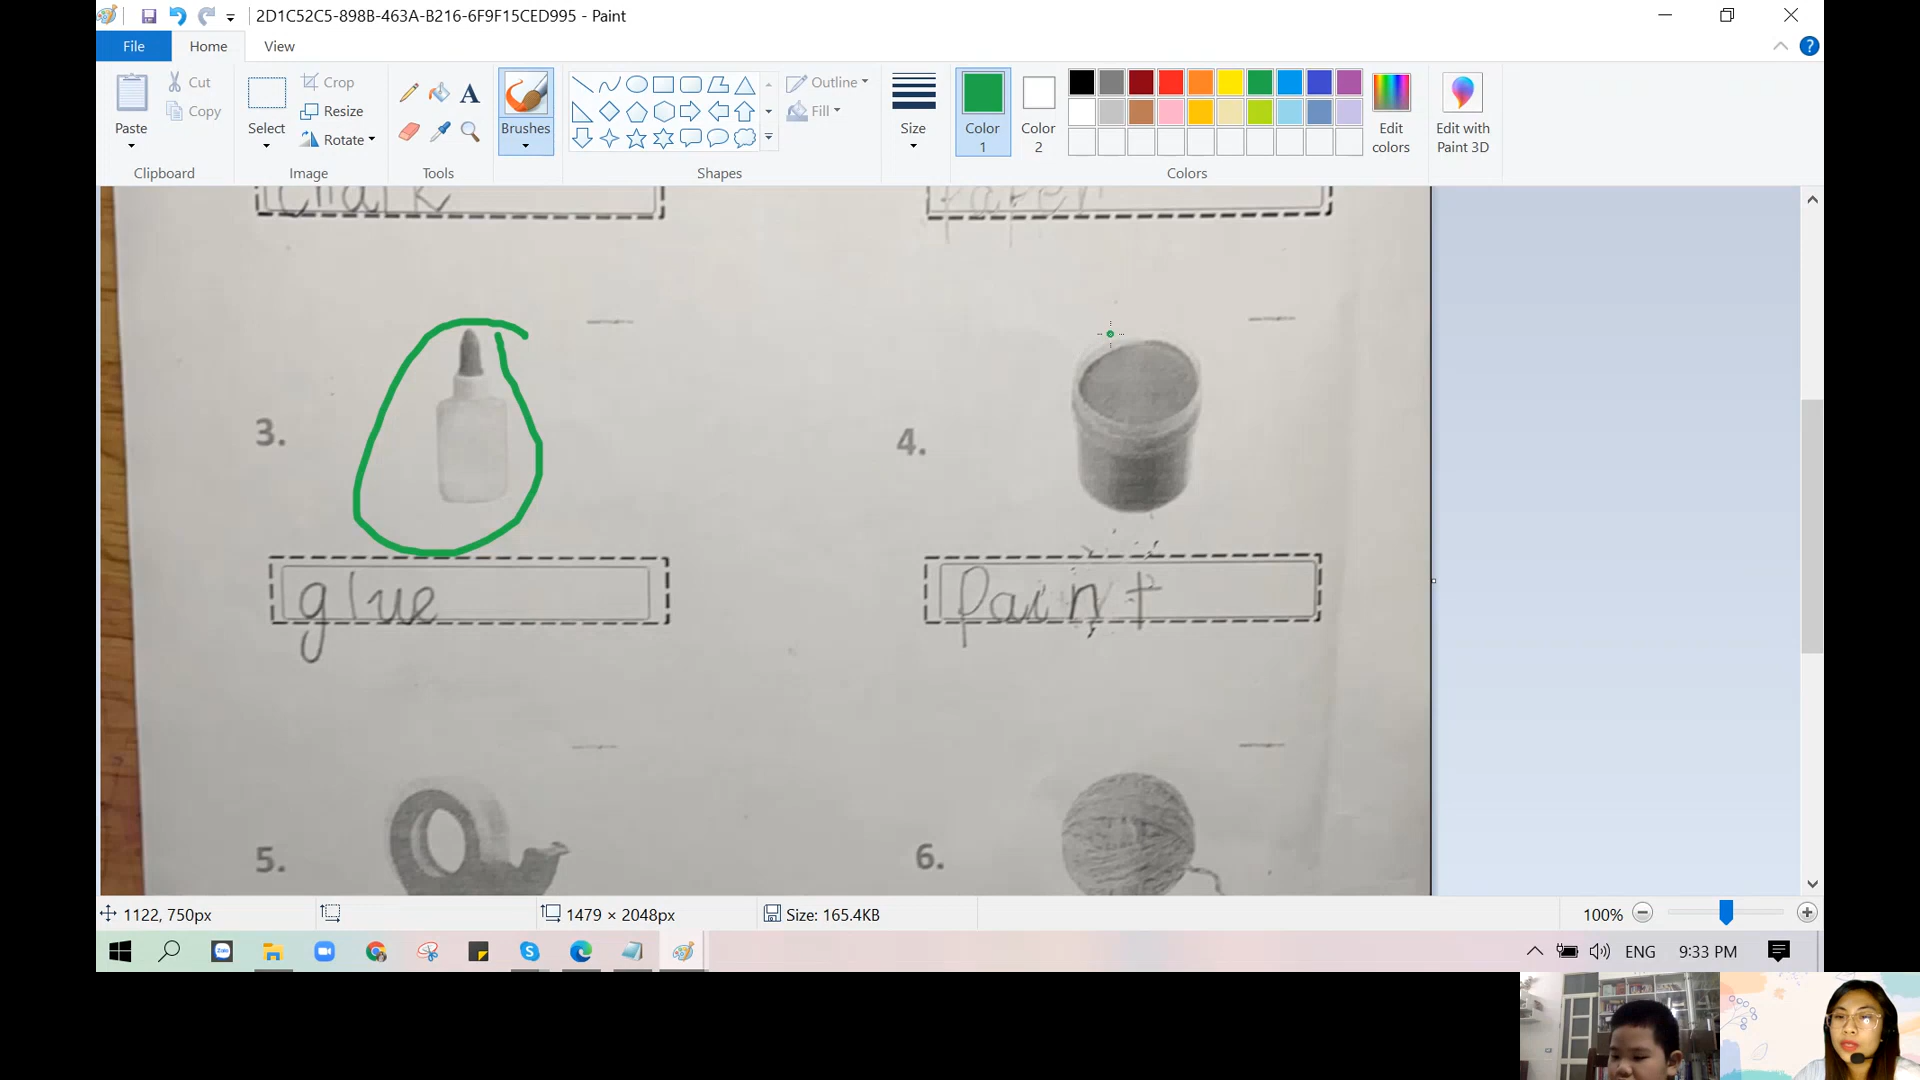 2D1C52C5-898B-463A-B216-6F9F15CED995 - Paint
File Home View
Paste
Cut
Copy
Clipboard
Select
Crop
Resize
Rotate
Image
Tools
Brushes
Shapes
Outline
Fill
Size
Color 1
Color 2
Colors
Edit colors
Edit with Paint 3D
chalk
3.
4.
glue
Paint
5.
6.
1122, 750px
1479 × 2048px
Size: 165.4KB
100%
Zalo
ENG
9:33 PM